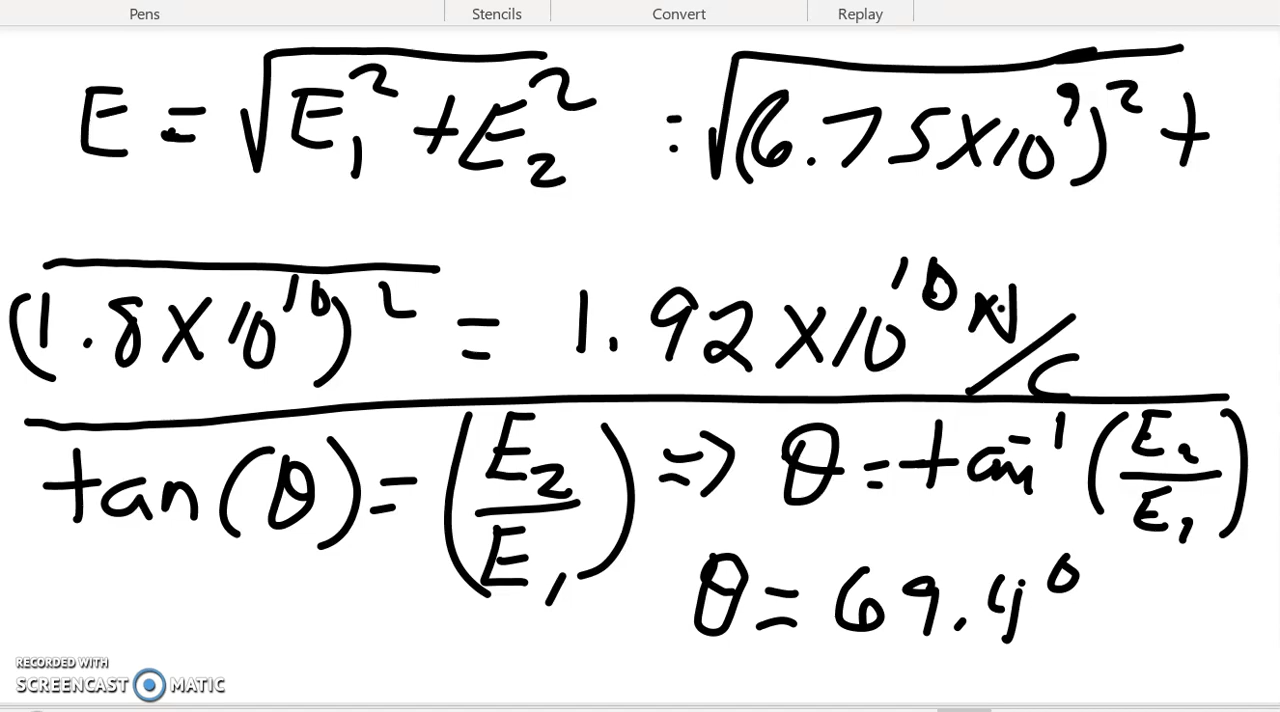 Pens Stencils Convert Replay
E = √E₁² + E₂² = √(6.75 X 10⁹)² +
(1.8 X 10¹⁰)² = 1.92 X 10¹⁰ N/C
tan(θ) = (E₂/E₁) => θ = tan⁻¹(E₂/E₁)
θ = 69.4°
RECORDED WITH
SCREENCAST MATIC